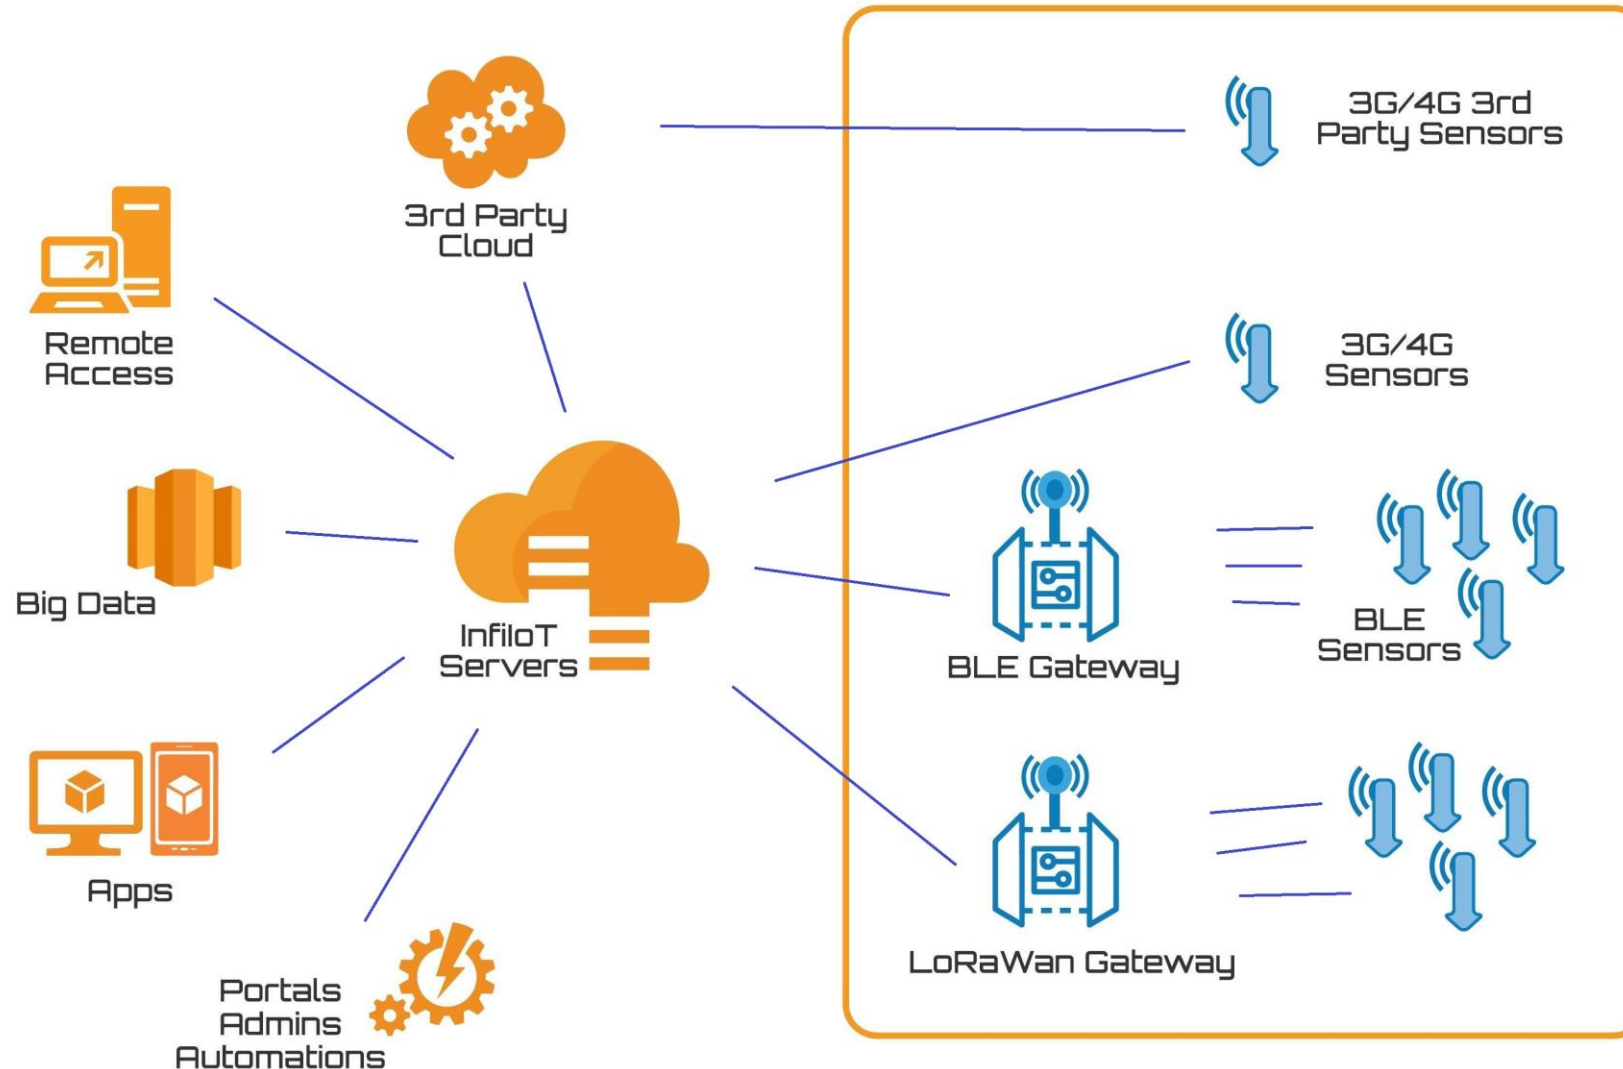 3G/4G 3rd
Party Sensors
3rd Party
Cloud
Remote
Access
3G/4G
Sensors
Big Data
InfiIoT
Servers
BLE
Sensors
BLE Gateway
Apps
LoRaWan Gateway
Portals
Admins
Automations